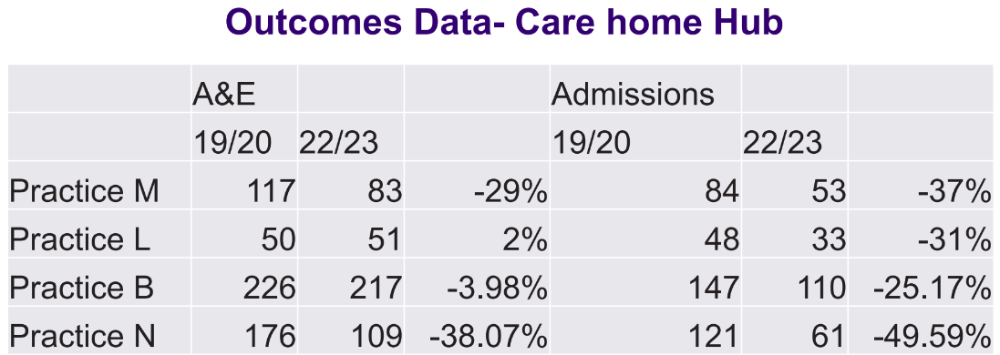 Outcomes Data- Care home Hub
A&E Admissions
19/20 22/23 19/20 22/23
Practice M 117 83 -29% 84 53 -37%
Practice L 50 51 2% 48 33 -31%
Practice B 226 217 -3.98% 147 110 -25.17%
Practice N 176 109 -38.07% 121 61 -49.59%